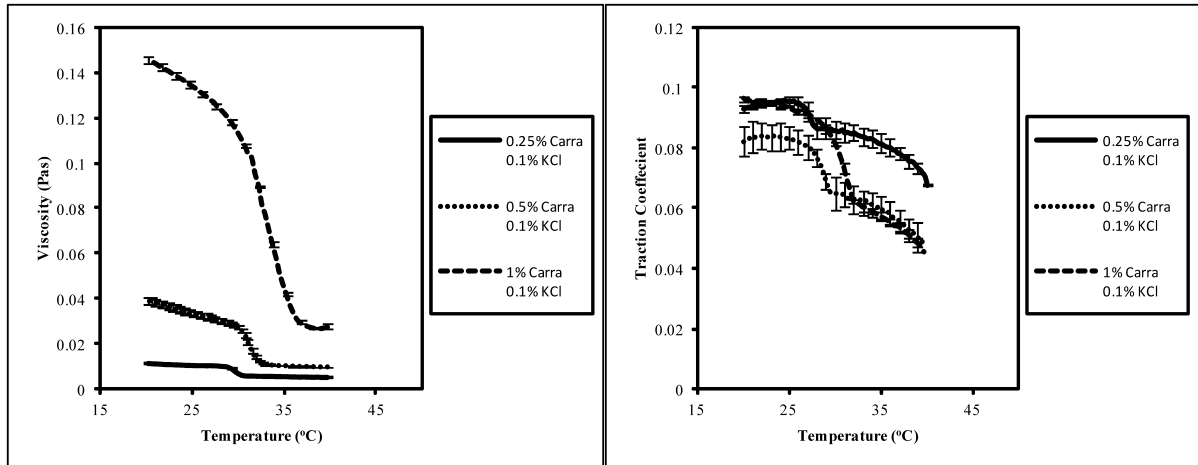 0.16
0.14
0.12
0.1
0.08
0.06
0.04
0.02
0
15
25
35
45
Viscosity (Pas)
Temperature (ºC)
0.25% Carra
0.1% KCl
0.5% Carra
0.1% KCl
1% Carra
0.1% KCl
0.12
0.1
0.08
0.06
0.04
0.02
0
15
25
35
45
Traction Coeffecient
Temperature (ºC)
0.25% Carra
0.1% KCl
0.5% Carra
0.1% KCl
1% Carra
0.1% KCl